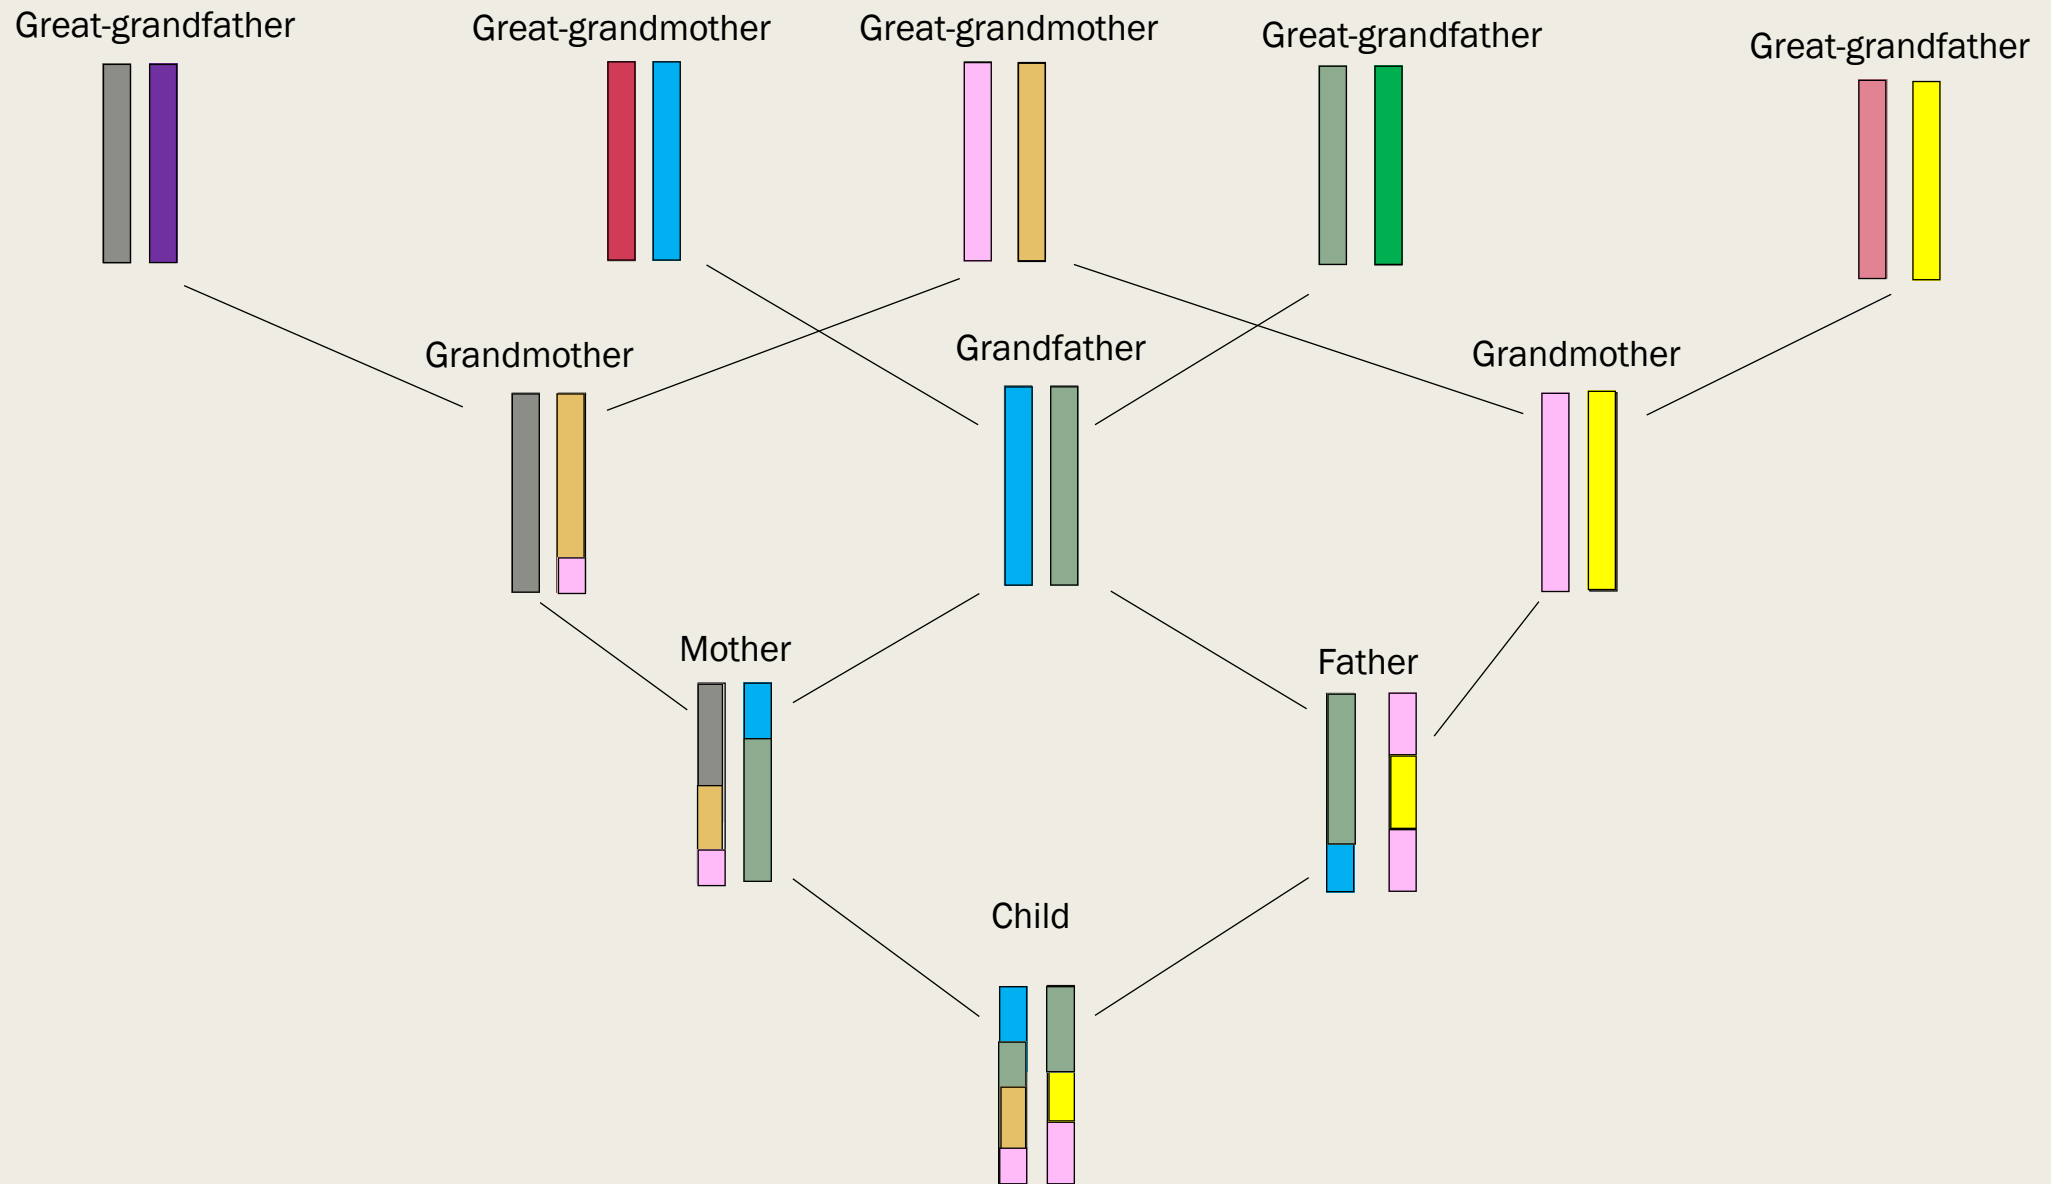 Great-grandfather
Great-grandmother
Great-grandmother
Great-grandfather
Great-grandfather
Grandmother
Grandfather
Grandmother
Mother
Father
Child